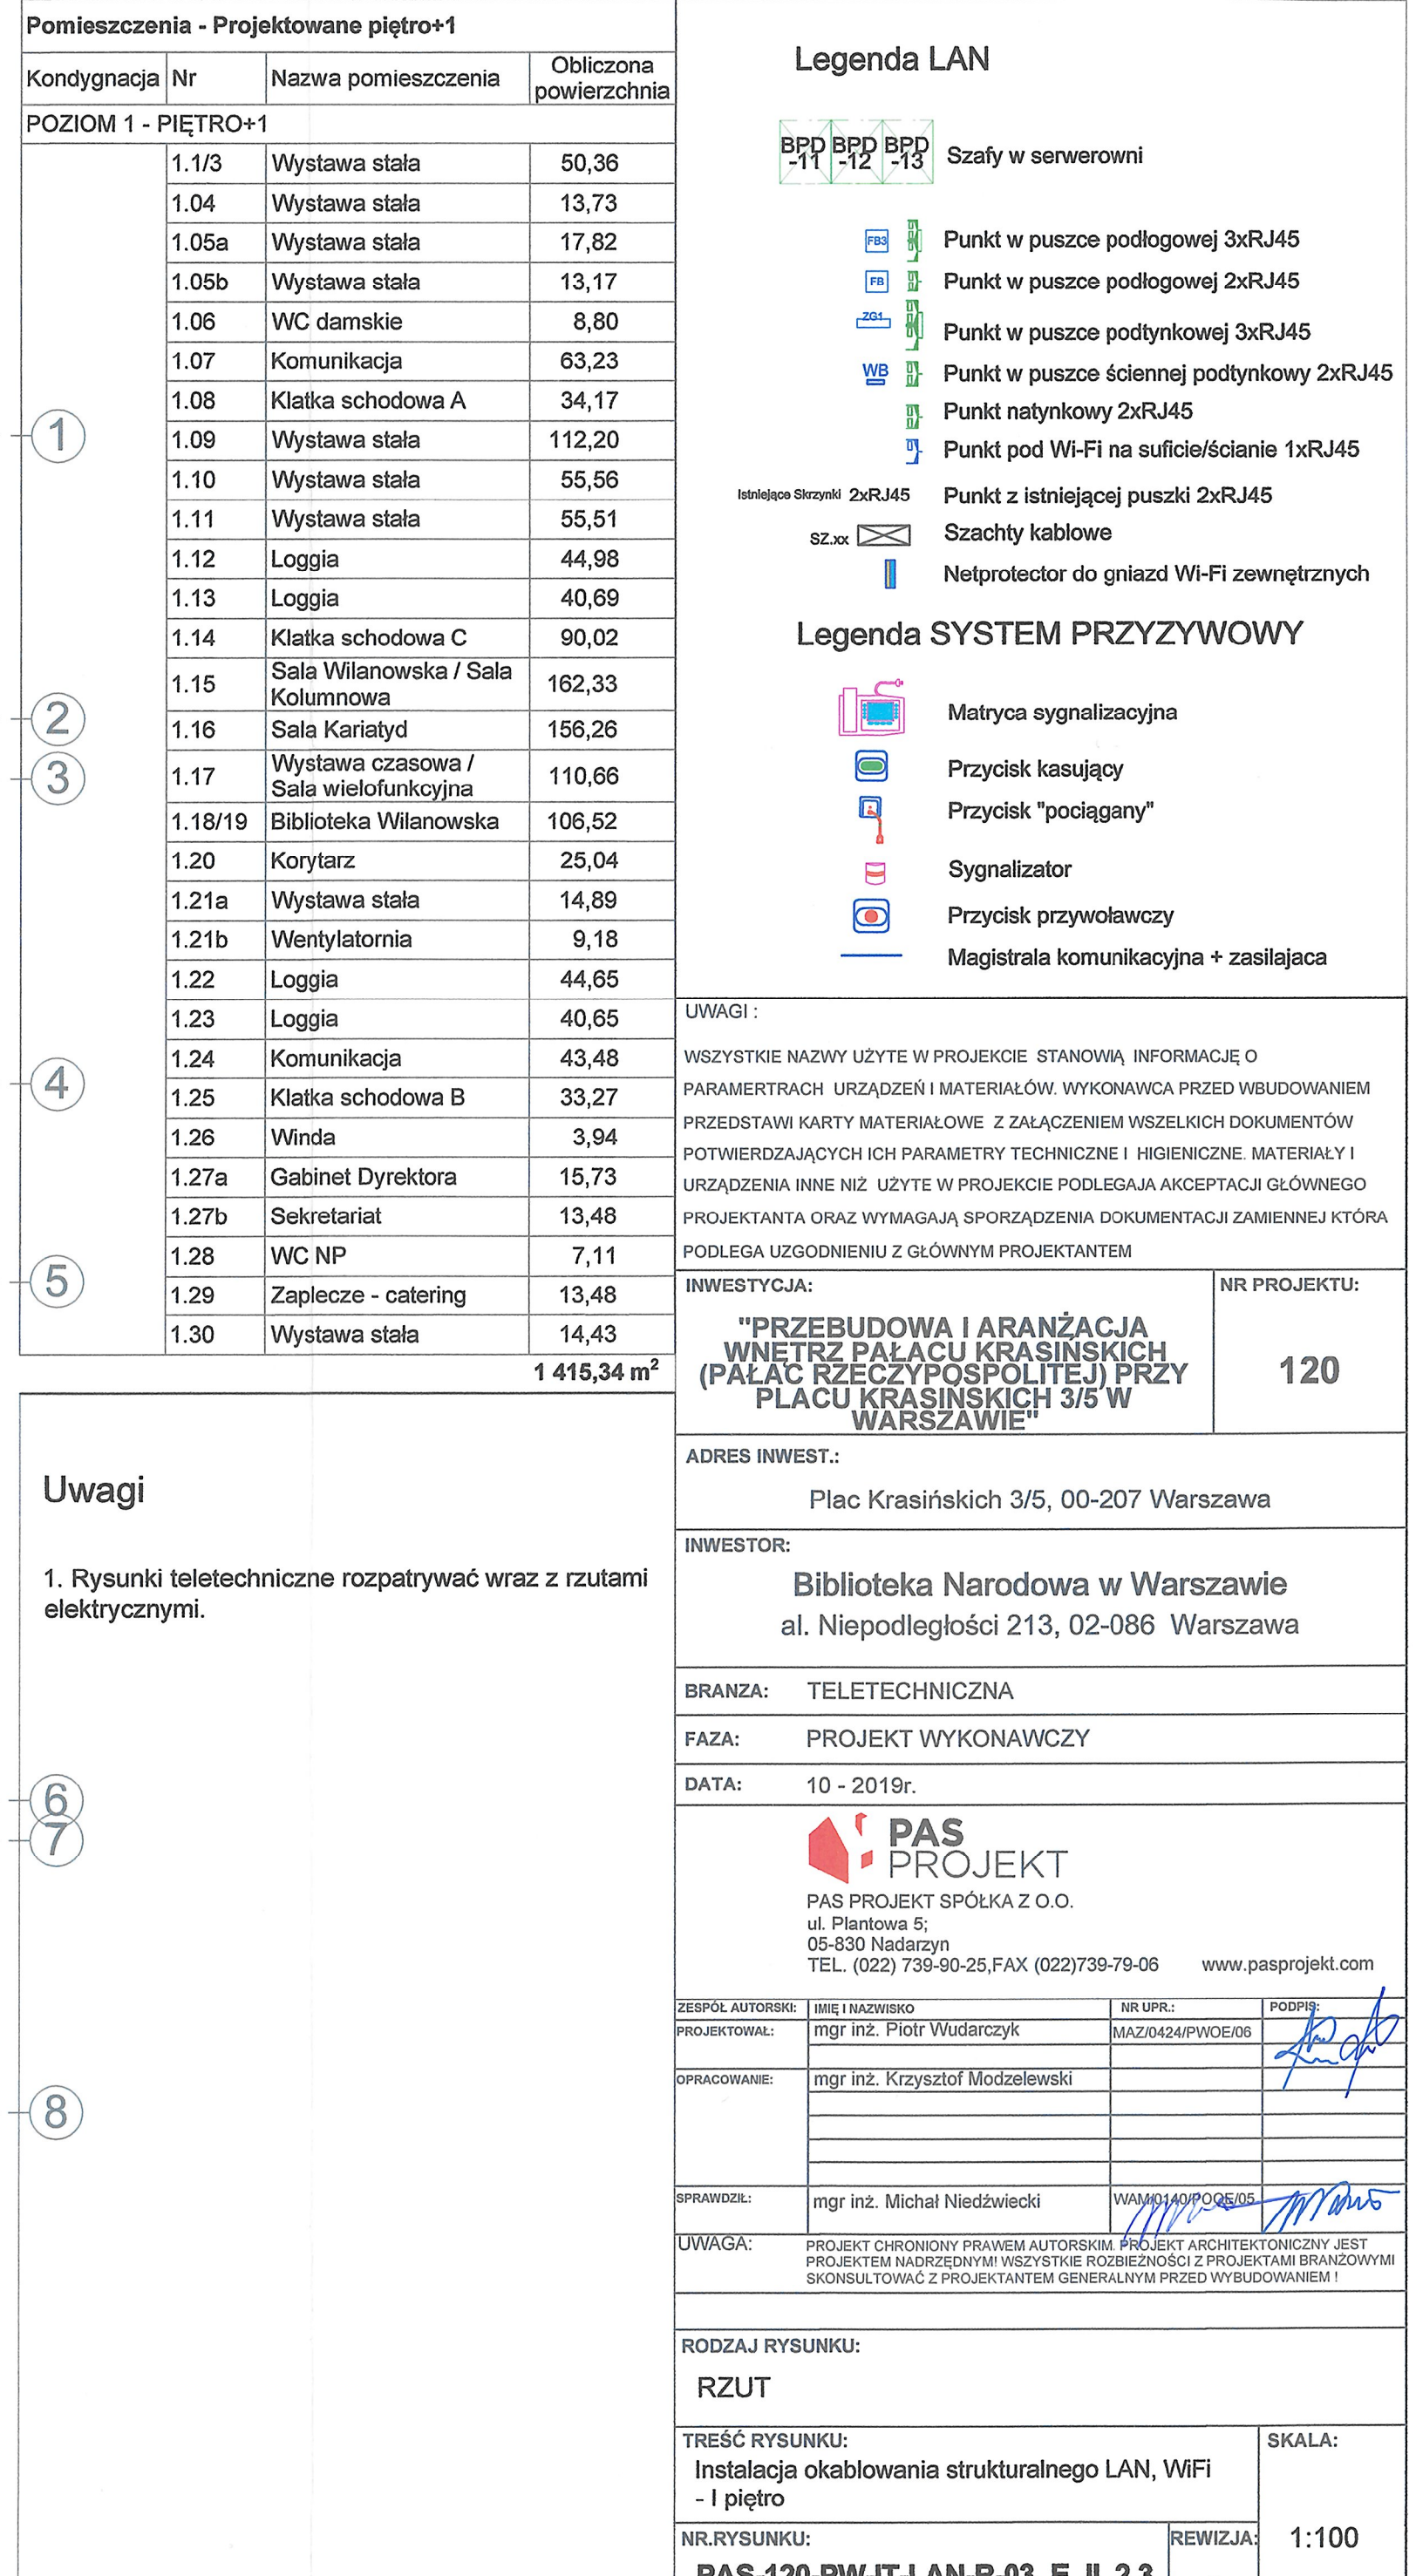 Pomieszczenia - Projektowane piętro+1
Kondygnacja Nr Nazwa pomieszczenia Obliczona powierzchnia
POZIOM 1 - PIĘTRO+1
1.1/3 Wystawa stała 50,36
1.04 Wystawa stała 13,73
1.05a Wystawa stała 17,82
1.05b Wystawa stała 13,17
1.06 WC damskie 8,80
1.07 Komunikacja 63,23
1.08 Klatka schodowa A 34,17
1
1.09 Wystawa stała 112,20
1.10 Wystawa stała 55,56
1.11 Wystawa stała 55,51
1.12 Loggia 44,98
1.13 Loggia 40,69
1.14 Klatka schodowa C 90,02
1.15 Sala Wilanowska / Sala Kolumnowa 162,33
2
1.16 Sala Kariatyd 156,26
3
1.17 Wystawa czasowa / Sala wielofunkcyjna 110,66
1.18/19 Biblioteka Wilanowska 106,52
1.20 Korytarz 25,04
1.21a Wystawa stała 14,89
1.21b Wentylatornia 9,18
1.22 Loggia 44,65
1.23 Loggia 40,65
1.24 Komunikacja 43,48
4
1.25 Klatka schodowa B 33,27
1.26 Winda 3,94
1.27a Gabinet Dyrektora 15,73
1.27b Sekretariat 13,48
1.28 WC NP 7,11
5
1.29 Zaplecze - catering 13,48
1.30 Wystawa stała 14,43
1 415,34 m²
Uwagi
1. Rysunki teletechniczne rozpatrywać wraz z rzutami
elektrycznymi.
6
7
8
Legenda LAN
BPD -11 BPD -12 BPD -13 Szafy w serwerowni
FB3 Punkt w puszce podłogowej 3xRJ45
FB Punkt w puszce podłogowej 2xRJ45
ZG1 Punkt w puszce podtynkowej 3xRJ45
WB Punkt w puszce ściennej podtynkowy 2xRJ45
Punkt natynkowy 2xRJ45
Punkt pod Wi-Fi na suficie/ścianie 1xRJ45
Istniejące Skrzynki 2xRJ45 Punkt z istniejącej puszki 2xRJ45
SZ.xx Szachty kablowe
Netprotector do gniazd Wi-Fi zewnętrznych
Legenda SYSTEM PRZYZYWOWY
Matryca sygnalizacyjna
Przycisk kasujący
Przycisk "pociągany"
Sygnalizator
Przycisk przywoławczy
Magistrala komunikacyjna + zasilajaca
UWAGI :
WSZYSTKIE NAZWY UŻYTE W PROJEKCIE STANOWIĄ INFORMACJĘ O
PARAMERTRACH URZĄDZEŃ I MATERIAŁÓW. WYKONAWCA PRZED WBUDOWANIEM
PRZEDSTAWI KARTY MATERIAŁOWE Z ZAŁĄCZENIEM WSZELKICH DOKUMENTÓW
POTWIERDZAJĄCYCH ICH PARAMETRY TECHNICZNE I HIGIENICZNE. MATERIAŁY I
URZĄDZENIA INNE NIŻ UŻYTE W PROJEKCIE PODLEGAJA AKCEPTACJI GŁÓWNEGO
PROJEKTANTA ORAZ WYMAGAJĄ SPORZĄDZENIA DOKUMENTACJI ZAMIENNEJ KTÓRA
PODLEGA UZGODNIENIU Z GŁÓWNYM PROJEKTANTEM
INWESTYCJA: NR PROJEKTU:
"PRZEBUDOWA I ARANŻACJA
WNĘTRZ PAŁACU KRASIŃSKICH
(PAŁAC RZECZYPOSPOLITEJ) PRZY
PLACU KRASIŃSKICH 3/5 W
WARSZAWIE"
120
ADRES INWEST.:
Plac Krasińskich 3/5, 00-207 Warszawa
INWESTOR:
Biblioteka Narodowa w Warszawie
al. Niepodległości 213, 02-086 Warszawa
BRANZA: TELETECHNICZNA
FAZA: PROJEKT WYKONAWCZY
DATA: 10 - 2019r.
PAS
PROJEKT
PAS PROJEKT SPÓŁKA Z O.O.
ul. Plantowa 5;
05-830 Nadarzyn
TEL. (022) 739-90-25,FAX (022)739-79-06 www.pasprojekt.com
ZESPÓŁ AUTORSKI: IMIĘ I NAZWISKO NR UPR.: PODPIS:
PROJEKTOWAŁ: mgr inż. Piotr Wudarczyk MAZ/0424/PWOE/06
OPRACOWANIE: mgr inż. Krzysztof Modzelewski
SPRAWDZIŁ: mgr inż. Michał Niedźwiecki WAM/0140/POOE/05
UWAGA: PROJEKT CHRONIONY PRAWEM AUTORSKIM. PROJEKT ARCHITEKTONICZNY JEST
PROJEKTEM NADRZĘDNYM! WSZYSTKIE ROZBIEŻNOŚCI Z PROJEKTAMI BRANŻOWYMI
SKONSULTOWAĆ Z PROJEKTANTEM GENERALNYM PRZED WYBUDOWANIEM !
RODZAJ RYSUNKU:
RZUT
TREŚĆ RYSUNKU: SKALA:
Instalacja okablowania strukturalnego LAN, WiFi
- I piętro
NR.RYSUNKU: REWIZJA: 1:100
PAS-120-PW-IT-LAN-R-03_E_II_2.3